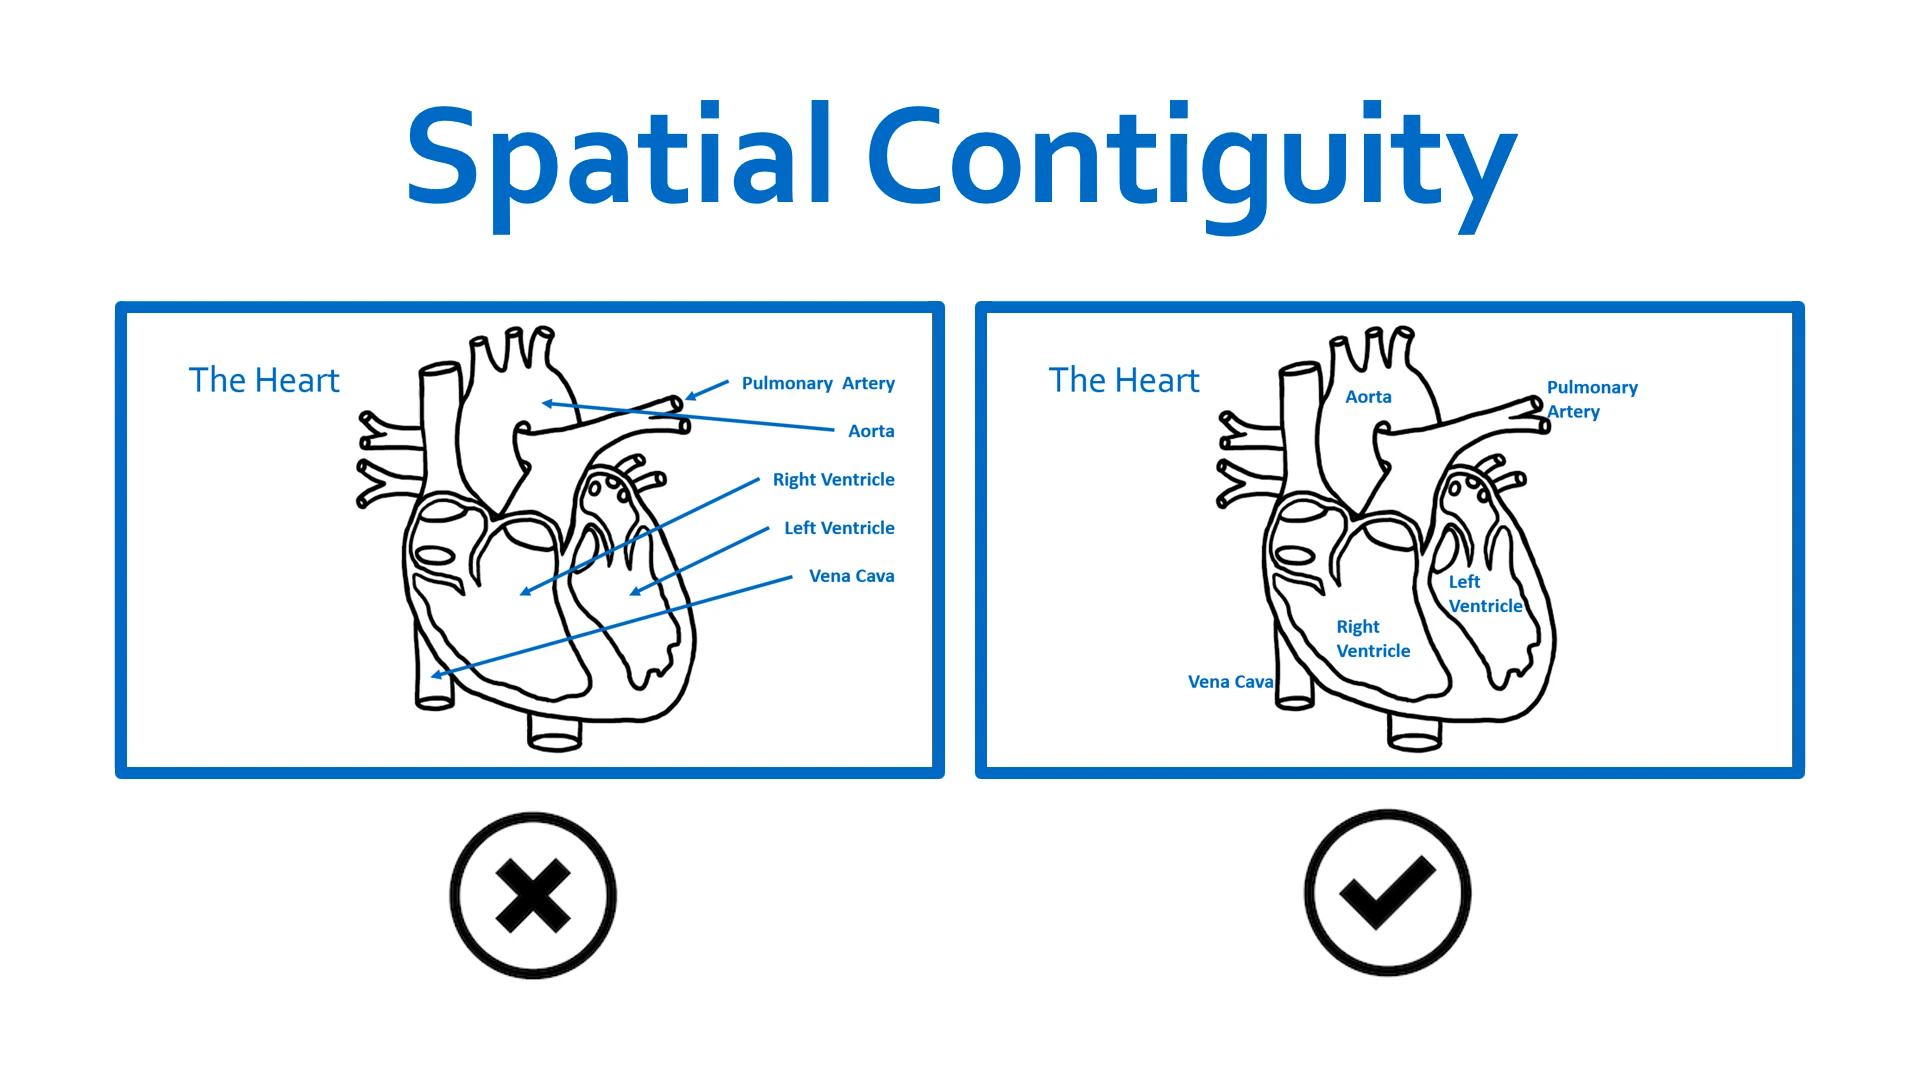 Spatial Contiguity
The Heart
Pulmonary Artery
Aorta
Right Ventricle
Left Ventricle
Vena Cava
The Heart
Aorta
Pulmonary
Artery
Left
Ventricle
Right
Ventricle
Vena Cava